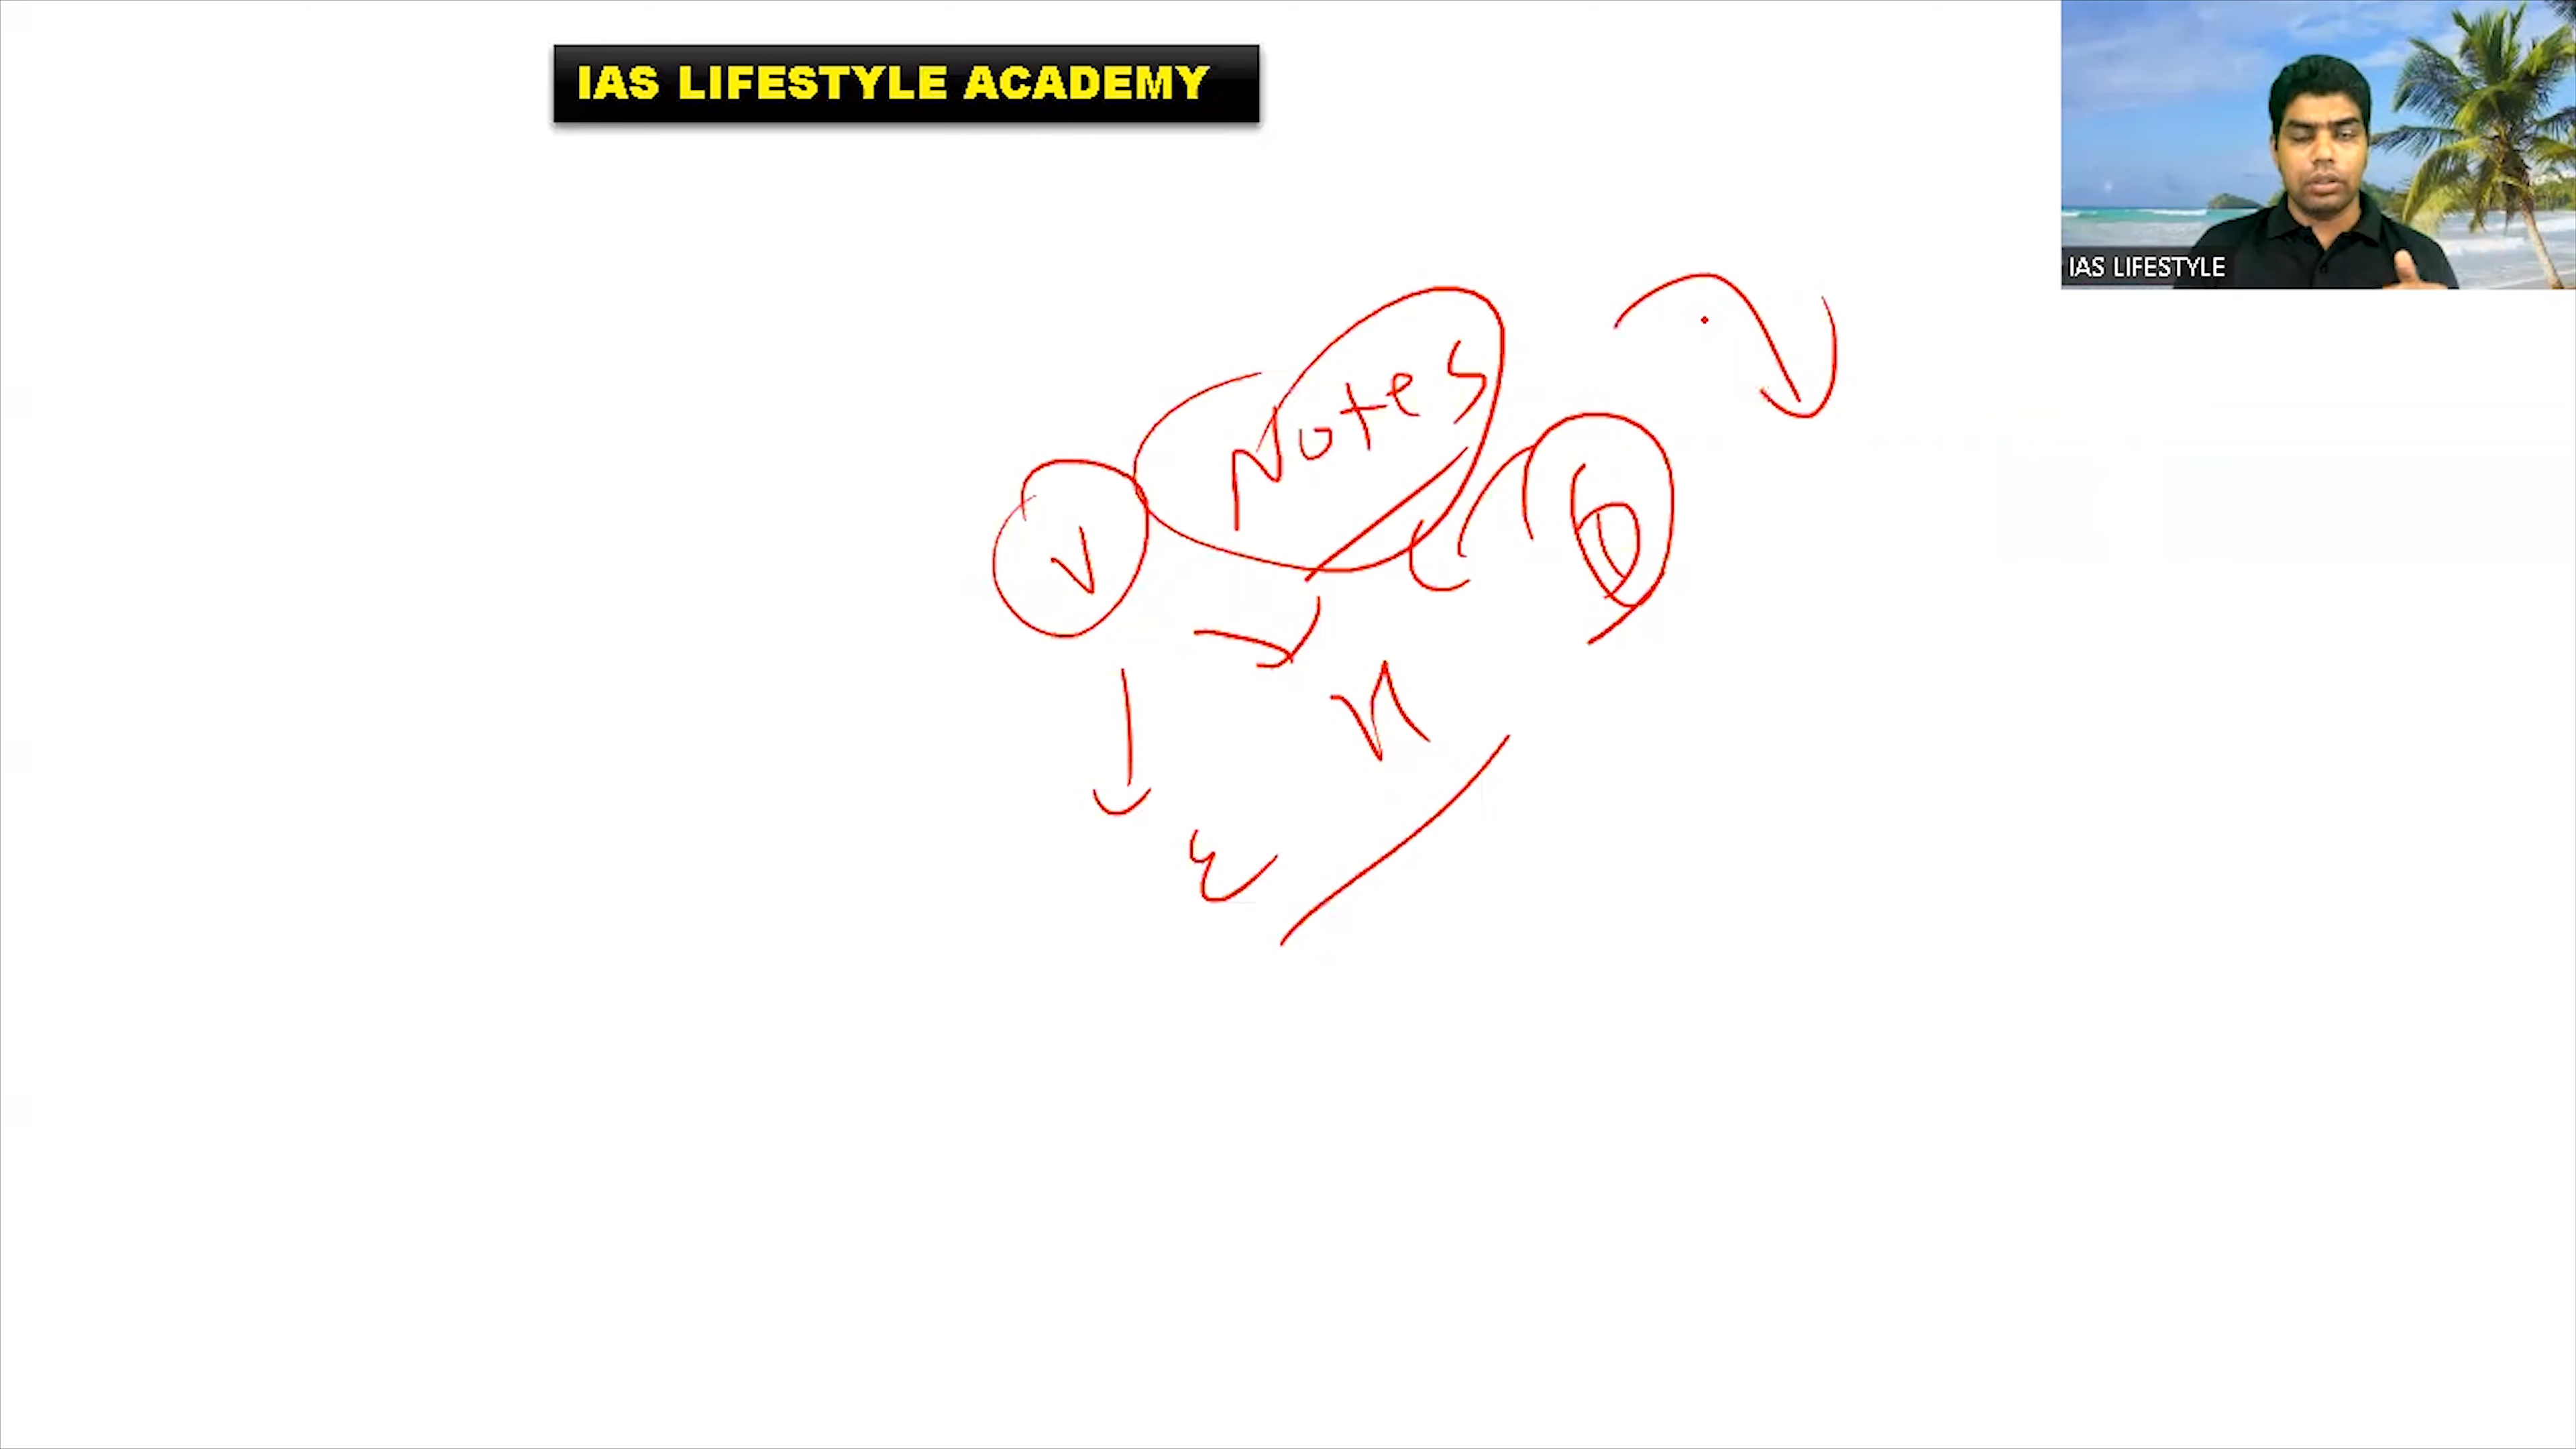 IAS LIFESTYLE ACADEMY
IAS LIFESTYLE
Notes
V
N